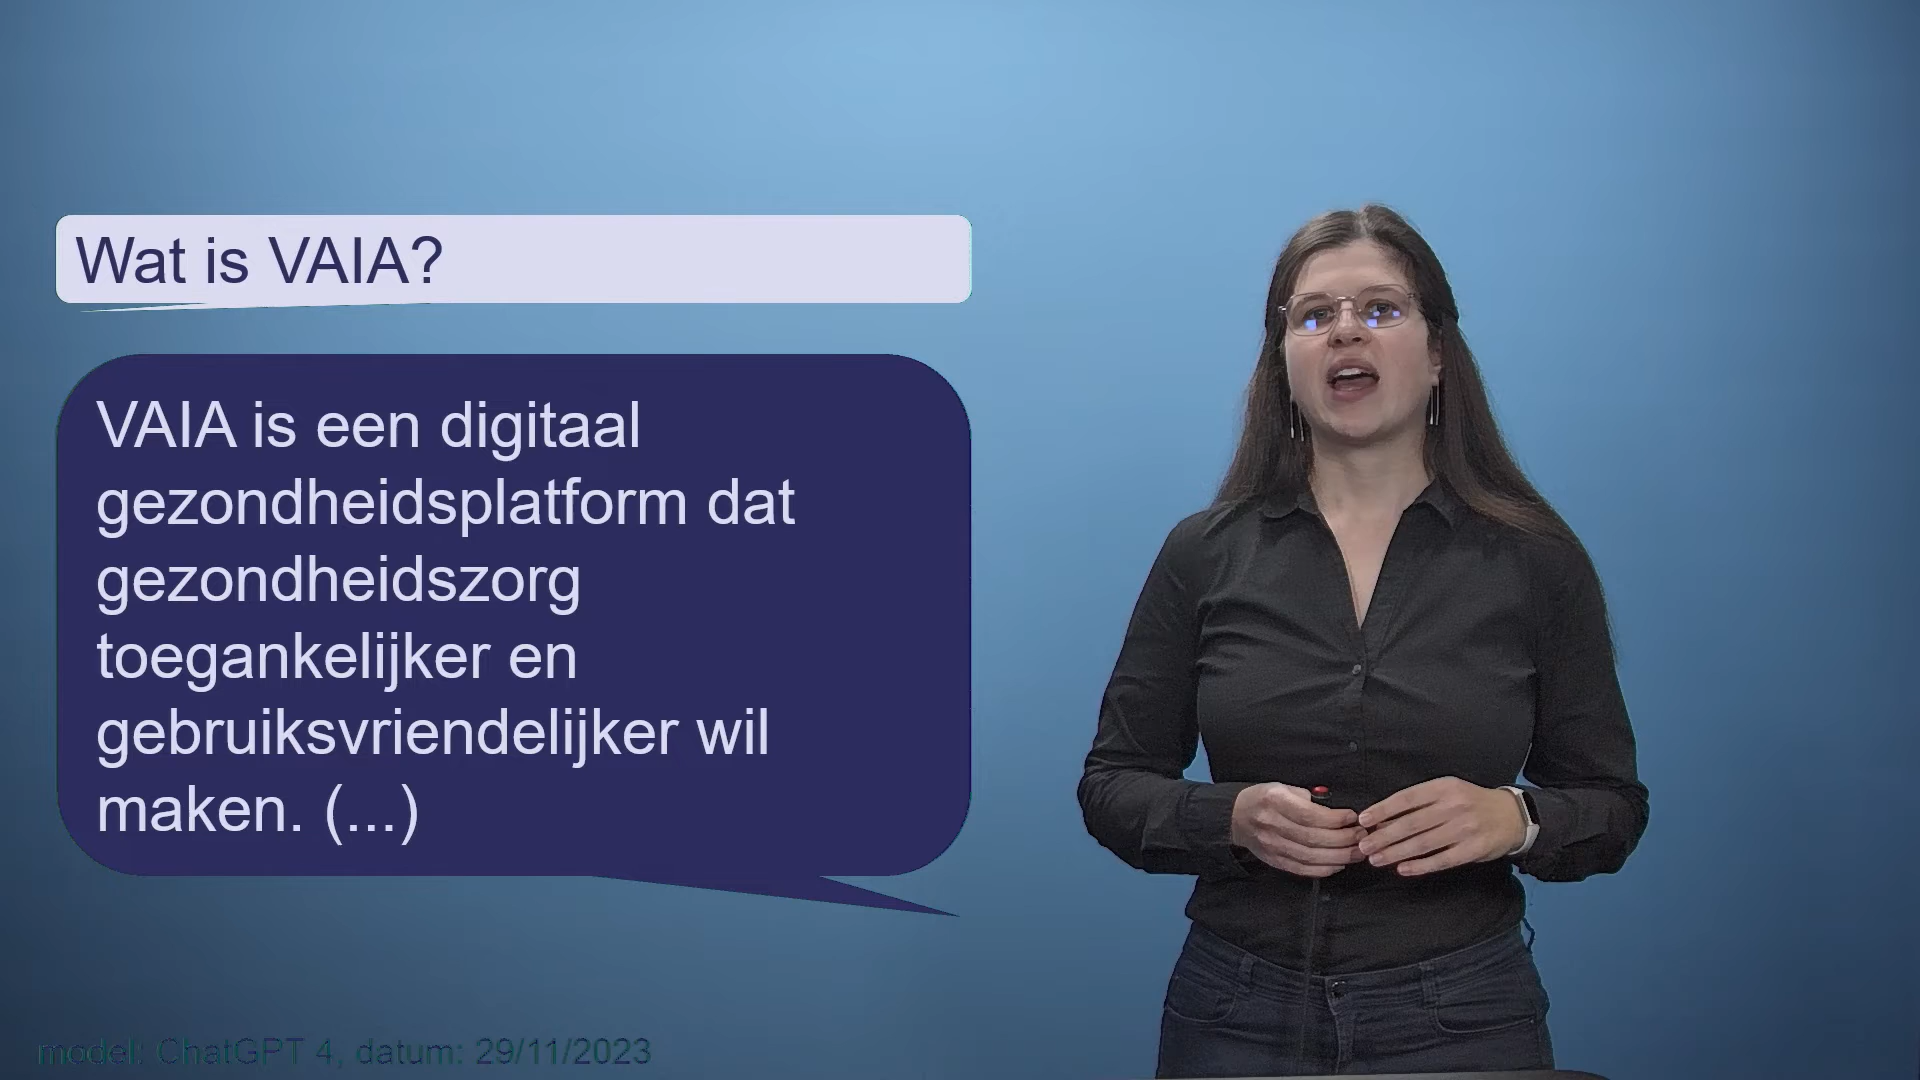 Wat is VAIA?
VAIA is een digitaal
gezondheidsplatform dat
gezondheidszorg
toegankelijker en
gebruiksvriendelijker wil
maken. (...)
model: ChatGPT 4, datum: 29/11/2023